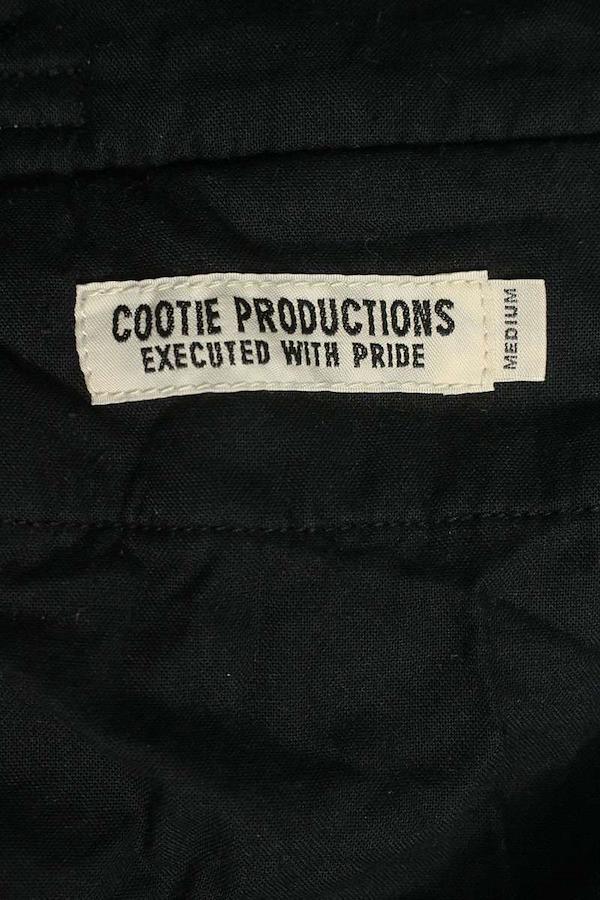 COOTIE PRODUCTIONS
EXECUTED WITH PRIDE
MEDIUM